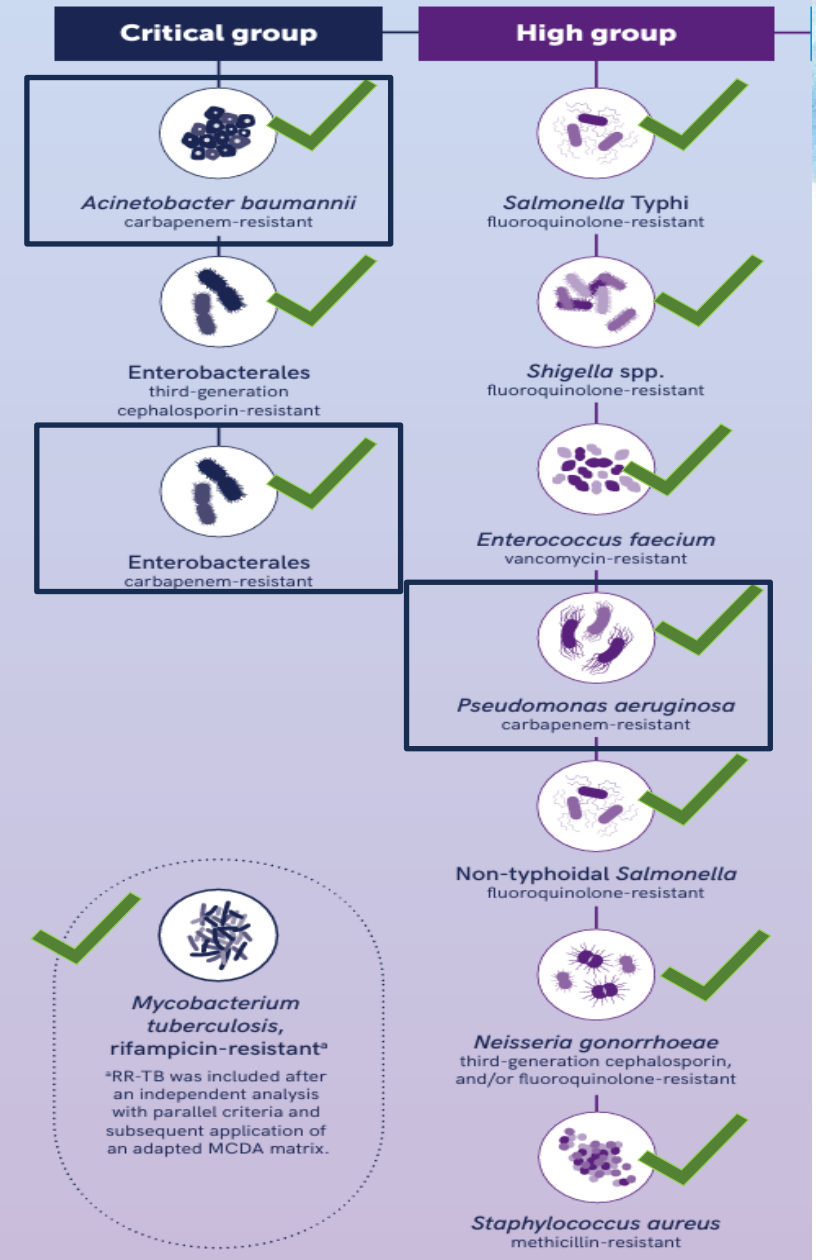 Critical group
Acinetobacter baumannii
carbapenem-resistant
Enterobacterales
third-generation
cephalosporin-resistant
Enterobacterales
carbapenem-resistant
Mycobacterium
tuberculosis,
rifampicin-resistantᵃ
ᵃRR-TB was included after
an independent analysis
with parallel criteria and
subsequent application of
an adapted MCDA matrix.
High group
Salmonella Typhi
fluoroquinolone-resistant
Shigella spp.
fluoroquinolone-resistant
Enterococcus faecium
vancomycin-resistant
Pseudomonas aeruginosa
carbapenem-resistant
Non-typhoidal Salmonella
fluoroquinolone-resistant
Neisseria gonorrhoeae
third-generation cephalosporin,
and/or fluoroquinolone-resistant
Staphylococcus aureus
methicillin-resistant